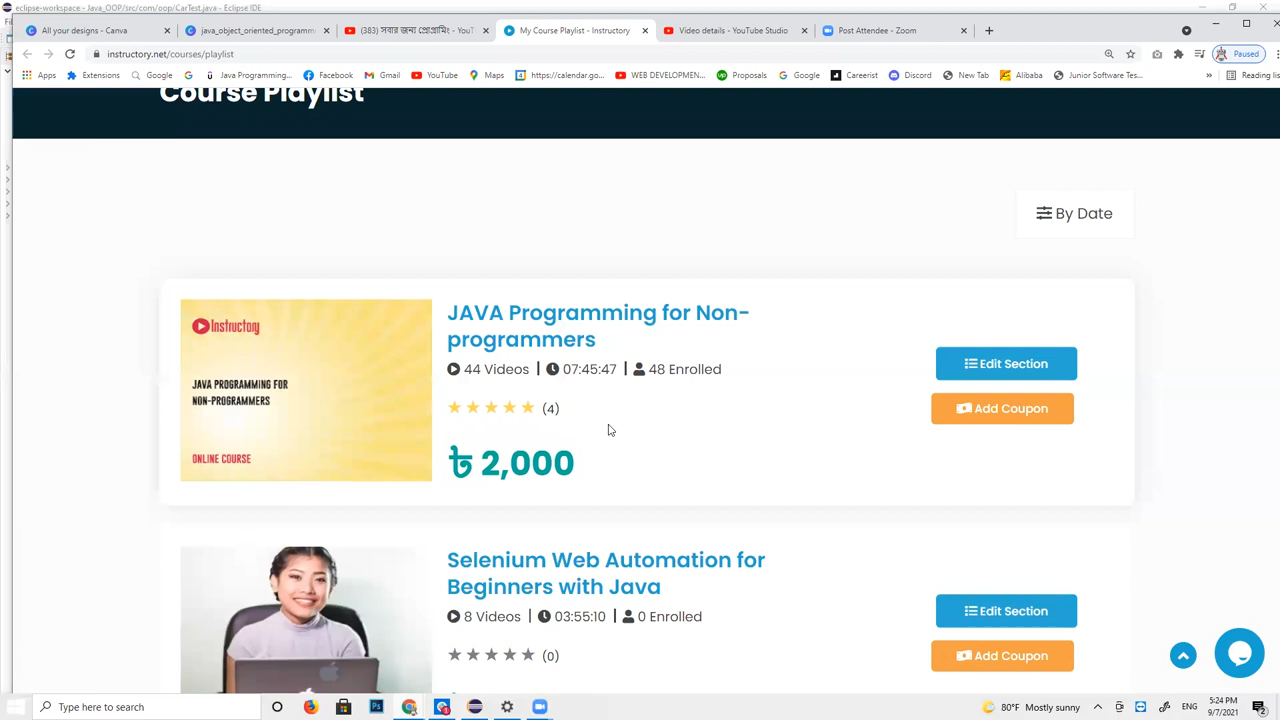 eclipse-workspace - Java_OOP/src/com/oop/CarTest.java - Eclipse IDE
All your designs - Canva
java_object_oriented_programm
(383) সবার জন্য প্রোগ্রামিং - YouT
My Course Playlist - Instructory
Video details - YouTube Studio
Post Attendee - Zoom
instructory.net/courses/playlist
Paused
Apps
Extensions
Google
Java Programming...
Facebook
Gmail
YouTube
Maps
https://calendar.go...
WEB DEVELOPMEN...
Proposals
Google
Careerist
Discord
New Tab
Alibaba
Junior Software Tes...
»
Reading list
Course Playlist
By Date
Instructory
JAVA PROGRAMMING FOR
NON-PROGRAMMERS
ONLINE COURSE
JAVA Programming for Non-
programmers
44 Videos | 07:45:47 | 48 Enrolled
(4)
৳ 2,000
Edit Section
Add Coupon
Selenium Web Automation for
Beginners with Java
8 Videos | 03:55:10 | 0 Enrolled
(0)
Edit Section
Add Coupon
Type here to search
80°F Mostly sunny
ENG
5:24 PM
9/7/2021